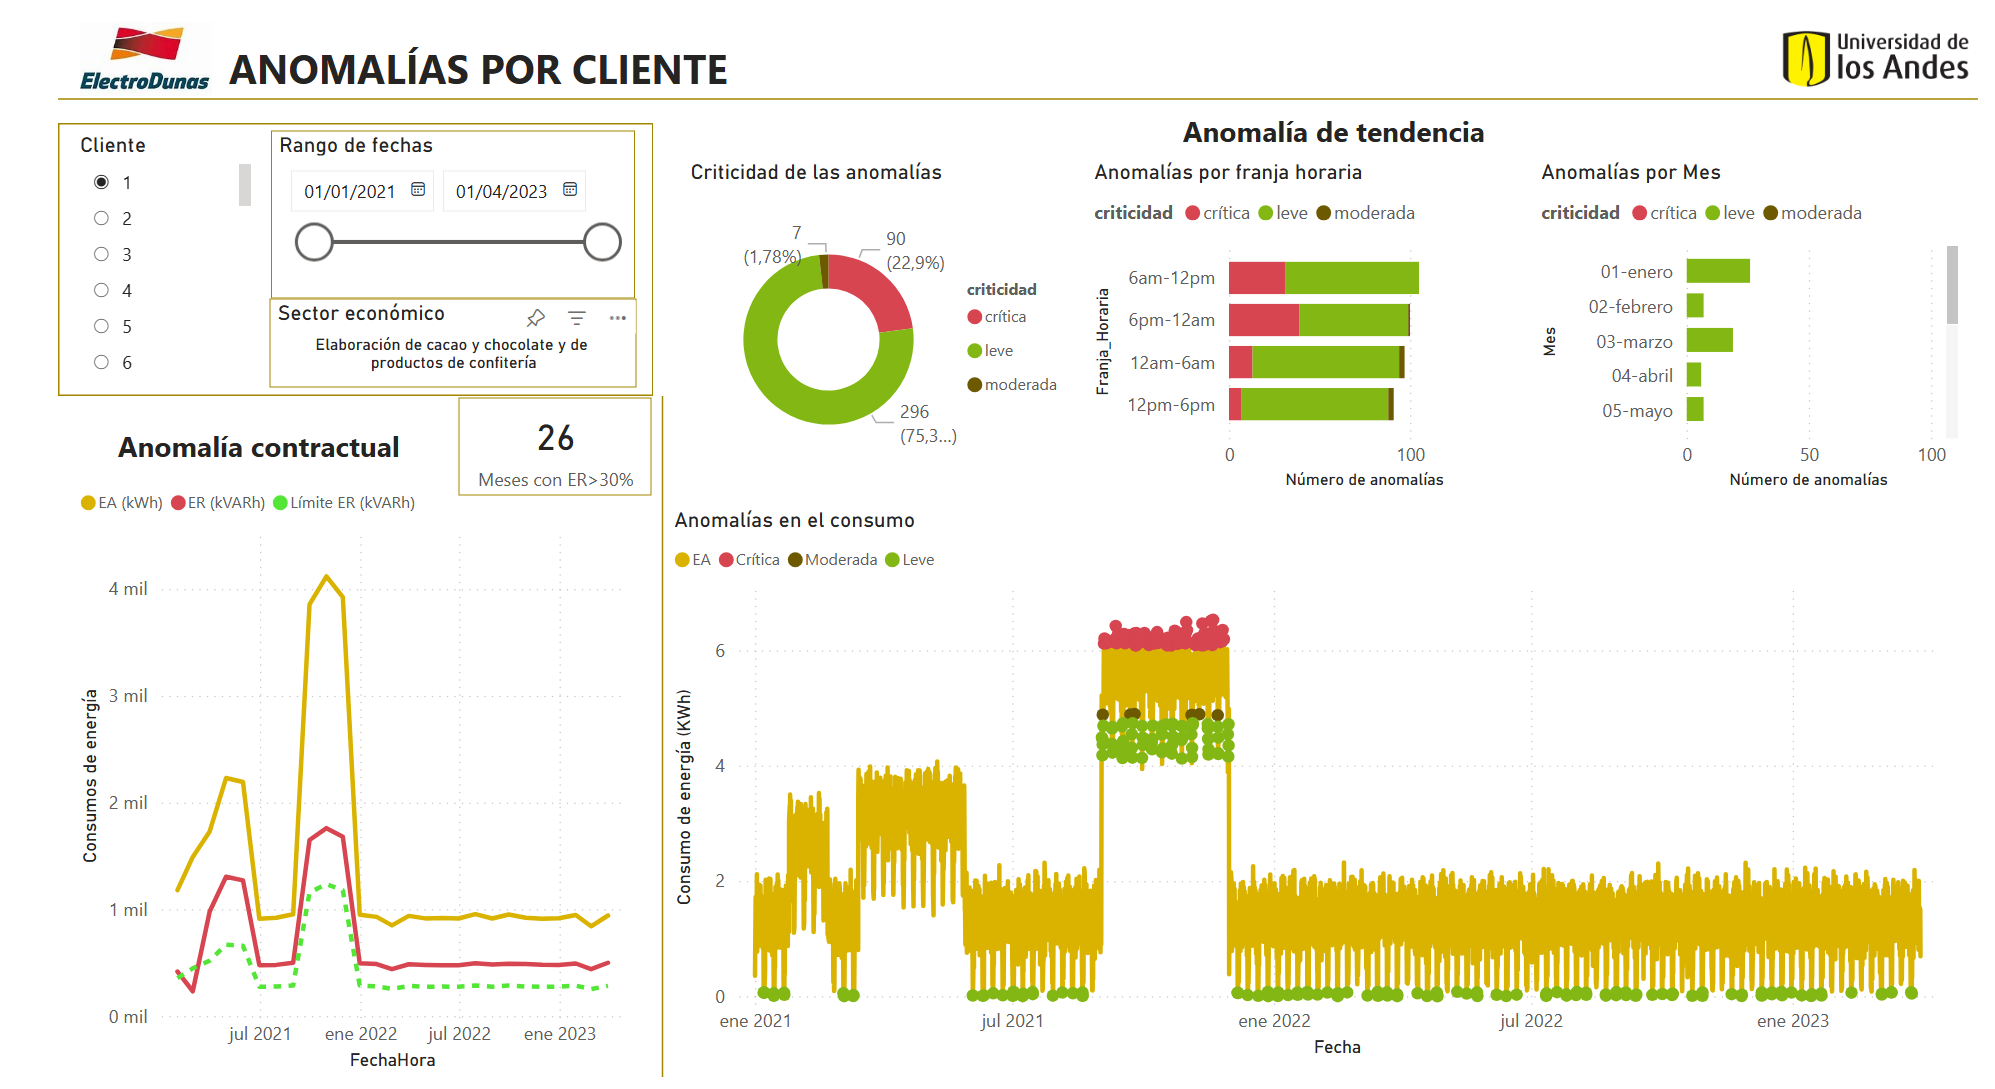 ElectroDunas
ANOMALÍAS POR CLIENTE
Universidad de
los Andes
Cliente
1
2
3
4
5
6
Rango de fechas
01/01/2021
01/04/2023
Sector económico
Elaboración de cacao y chocolate y de
productos de confitería
Anomalía de tendencia
Criticidad de las anomalías
7
(1,78%)
90
(22,9%)
296
(75,3...)
criticidad
crítica
leve
moderada
Anomalías por franja horaria
criticidad crítica leve moderada
Franja_Horaria
6am-12pm
6pm-12am
12am-6am
12pm-6pm
0 100
Número de anomalías
Anomalías por Mes
criticidad crítica leve moderada
Mes
01-enero
02-febrero
03-marzo
04-abril
05-mayo
0 50 100
Número de anomalías
Anomalía contractual
26
Meses con ER>30%
EA (kWh) ER (kVARh) Límite ER (kVARh)
Consumos de energía
4 mil
3 mil
2 mil
1 mil
0 mil
jul 2021 ene 2022 jul 2022 ene 2023
FechaHora
Anomalías en el consumo
EA Crítica Moderada Leve
Consumo de energía (KWh)
6
4
2
0
ene 2021 jul 2021 ene 2022 jul 2022 ene 2023
Fecha